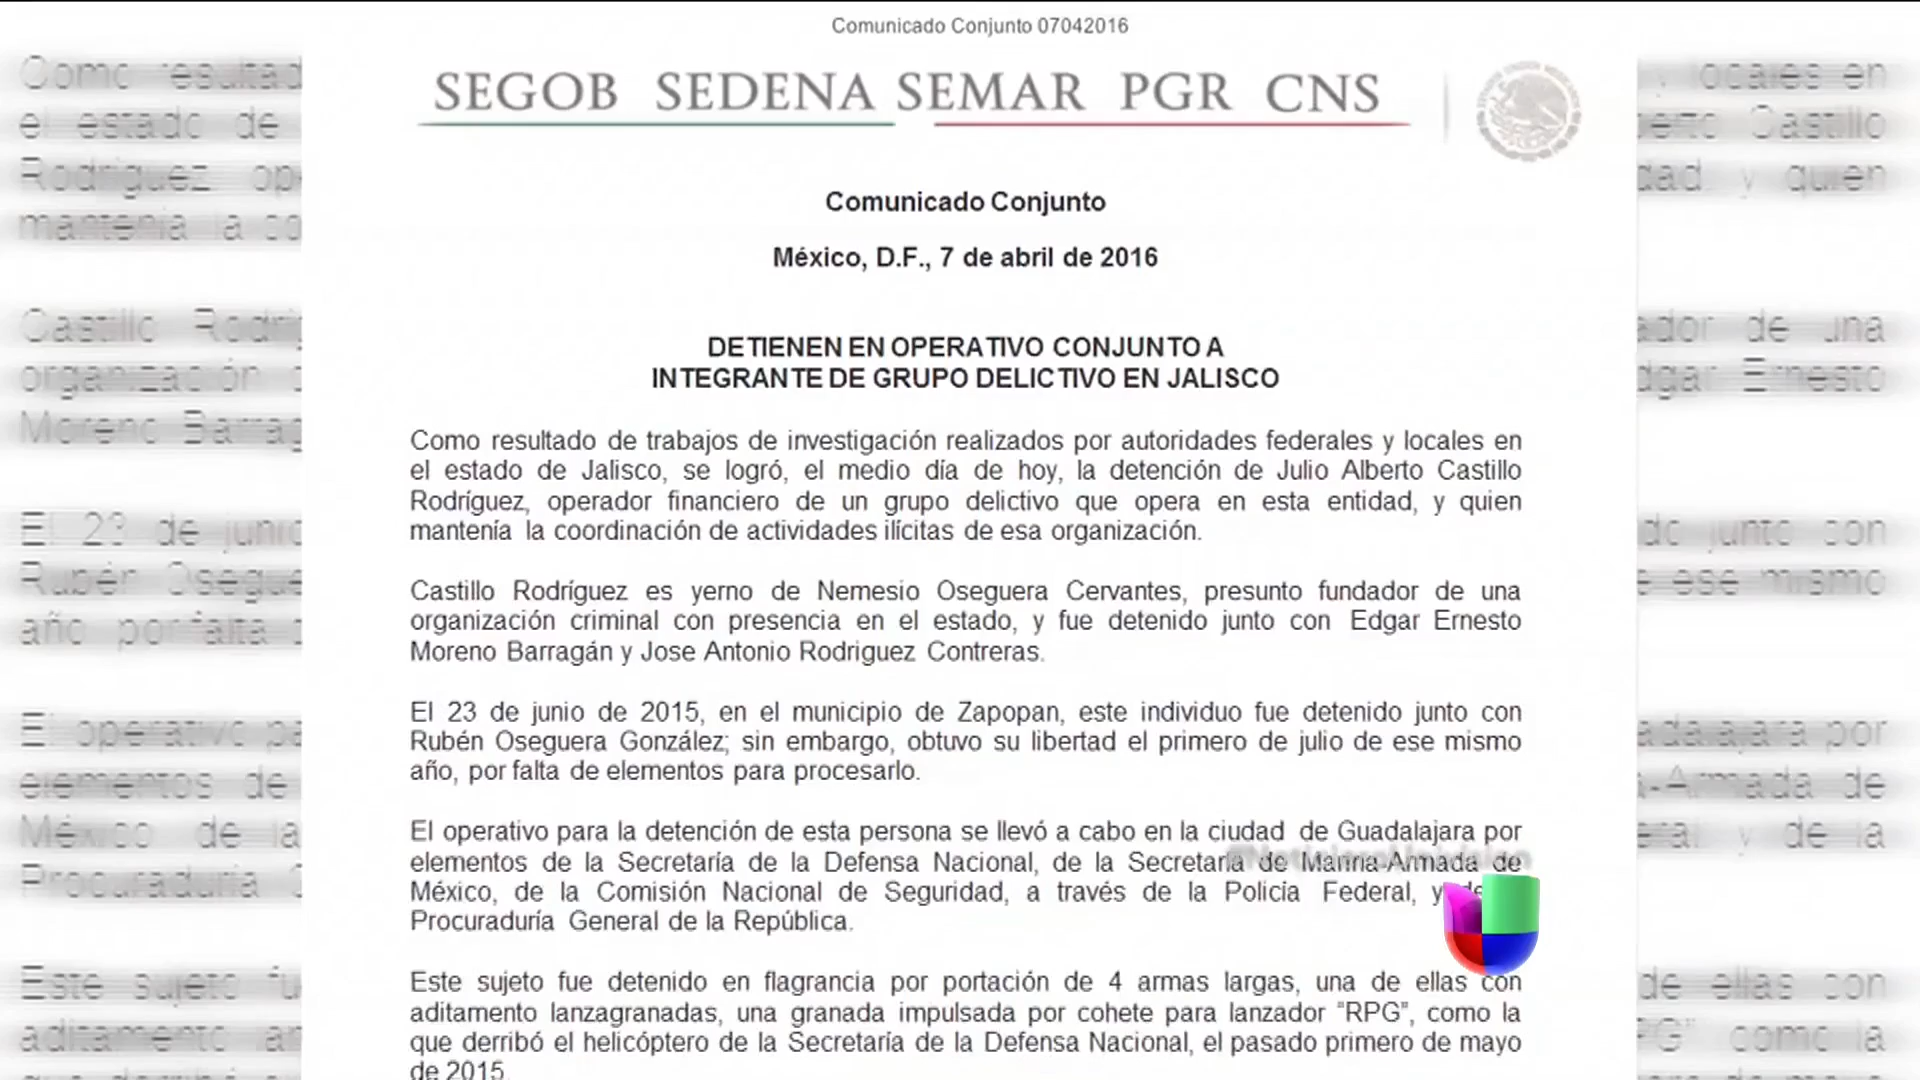 Comunicado Conjunto 07042016
SEGOB SEDENA SEMAR PGR CNS
Comunicado Conjunto
México, D.F., 7 de abril de 2016
DETIENEN EN OPERATIVO CONJUNTO A
INTEGRANTE DE GRUPO DELICTIVO EN JALISCO
Como resultado de trabajos de investigación realizados por autoridades federales y locales en
el estado de Jalisco, se logró, el medio día de hoy, la detención de Julio Alberto Castillo
Rodríguez, operador financiero de un grupo delictivo que opera en esta entidad, y quien
mantenía la coordinación de actividades ilícitas de esa organización.
Castillo Rodríguez es yerno de Nemesio Oseguera Cervantes, presunto fundador de una
organización criminal con presencia en el estado, y fue detenido junto con Edgar Ernesto
Moreno Barragán y Jose Antonio Rodriguez Contreras.
El 23 de junio de 2015, en el municipio de Zapopan, este individuo fue detenido junto con
Rubén Oseguera González; sin embargo, obtuvo su libertad el primero de julio de ese mismo
año, por falta de elementos para procesarlo.
El operativo para la detención de esta persona se llevó a cabo en la ciudad de Guadalajara por
elementos de la Secretaría de la Defensa Nacional, de la Secretaría de Marina-Armada de
México, de la Comisión Nacional de Seguridad, a través de la Policía Federal, y de
Procuraduría General de la República.
Este sujeto fue detenido en flagrancia por portación de 4 armas largas, una de ellas con
aditamento lanzagranadas, una granada impulsada por cohete para lanzador “RPG”, como la
que derribó el helicóptero de la Secretaría de la Defensa Nacional, el pasado primero de mayo
de 2015.